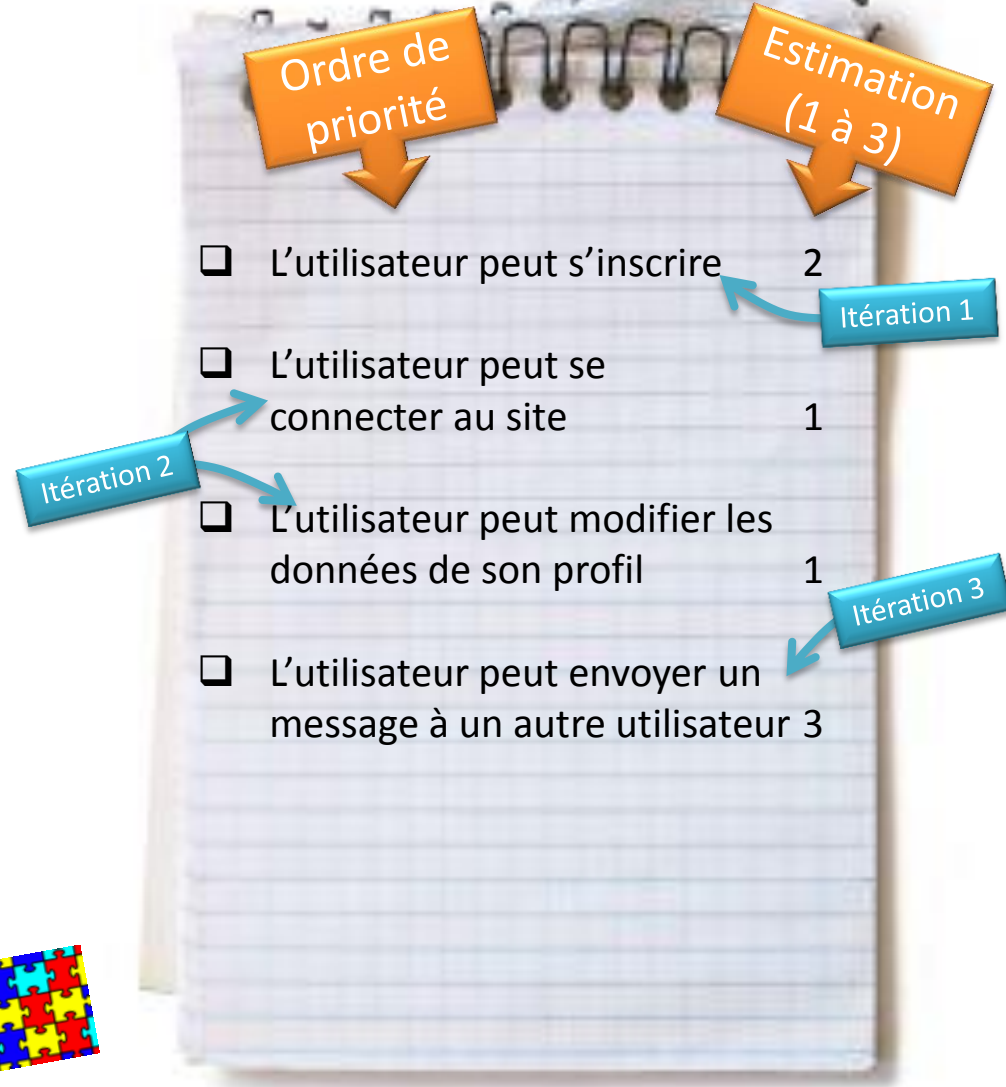 Ordre de
priorité
Estimation
(1 à 3)
L’utilisateur peut s’inscrire 2
Itération 1
L’utilisateur peut se
connecter au site 1
Itération 2
L’utilisateur peut modifier les
données de son profil 1
Itération 3
L’utilisateur peut envoyer un
message à un autre utilisateur 3